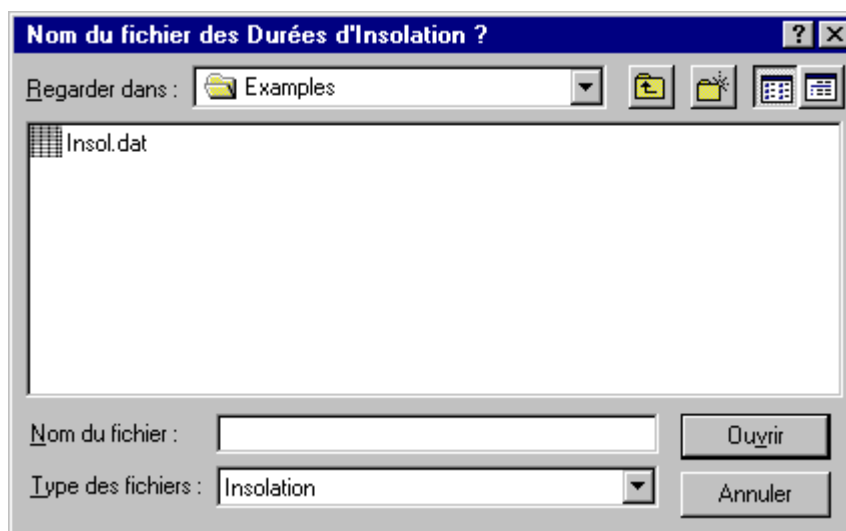 Nom du fichier des Durées d'Insolation ?
Regarder dans : Examples
Insol.dat
Nom du fichier : Ouvrir
Type des fichiers : Insolation Annuler